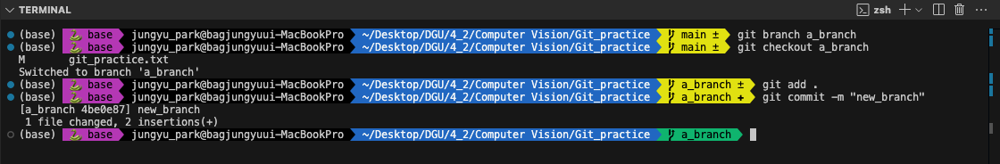 TERMINAL
zsh
(base) base jungyu_park@bagjungyuui-MacBookPro ~/Desktop/DGU/4_2/Computer Vision/Git_practice main ± git branch a_branch
(base) base jungyu_park@bagjungyuui-MacBookPro ~/Desktop/DGU/4_2/Computer Vision/Git_practice main ± git checkout a_branch
M git_practice.txt
Switched to branch 'a_branch'
(base) base jungyu_park@bagjungyuui-MacBookPro ~/Desktop/DGU/4_2/Computer Vision/Git_practice a_branch ± git add .
(base) base jungyu_park@bagjungyuui-MacBookPro ~/Desktop/DGU/4_2/Computer Vision/Git_practice a_branch + git commit -m "new_branch"
[a_branch 4be0e87] new_branch
1 file changed, 2 insertions(+)
(base) base jungyu_park@bagjungyuui-MacBookPro ~/Desktop/DGU/4_2/Computer Vision/Git_practice a_branch